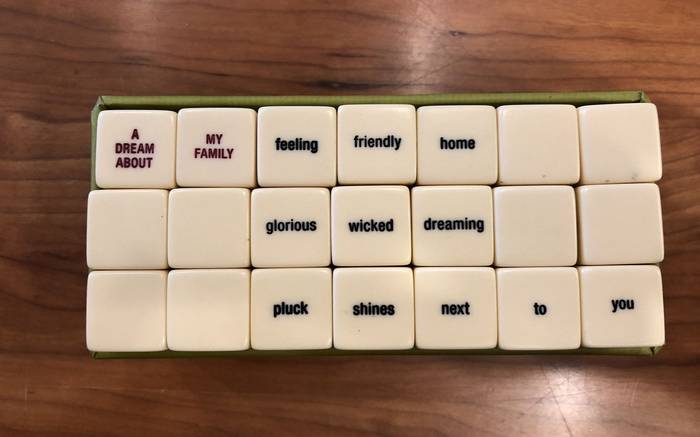 A DREAM ABOUT MY FAMILY feeling friendly home
glorious wicked dreaming
pluck shines next to you